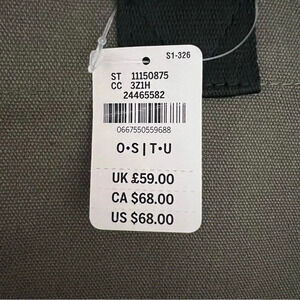 S1-326
ST 11150875
CC 3Z1H
24465582
0667550559688
O•S|T•U
UK £59.00
CA $68.00
US $68.00